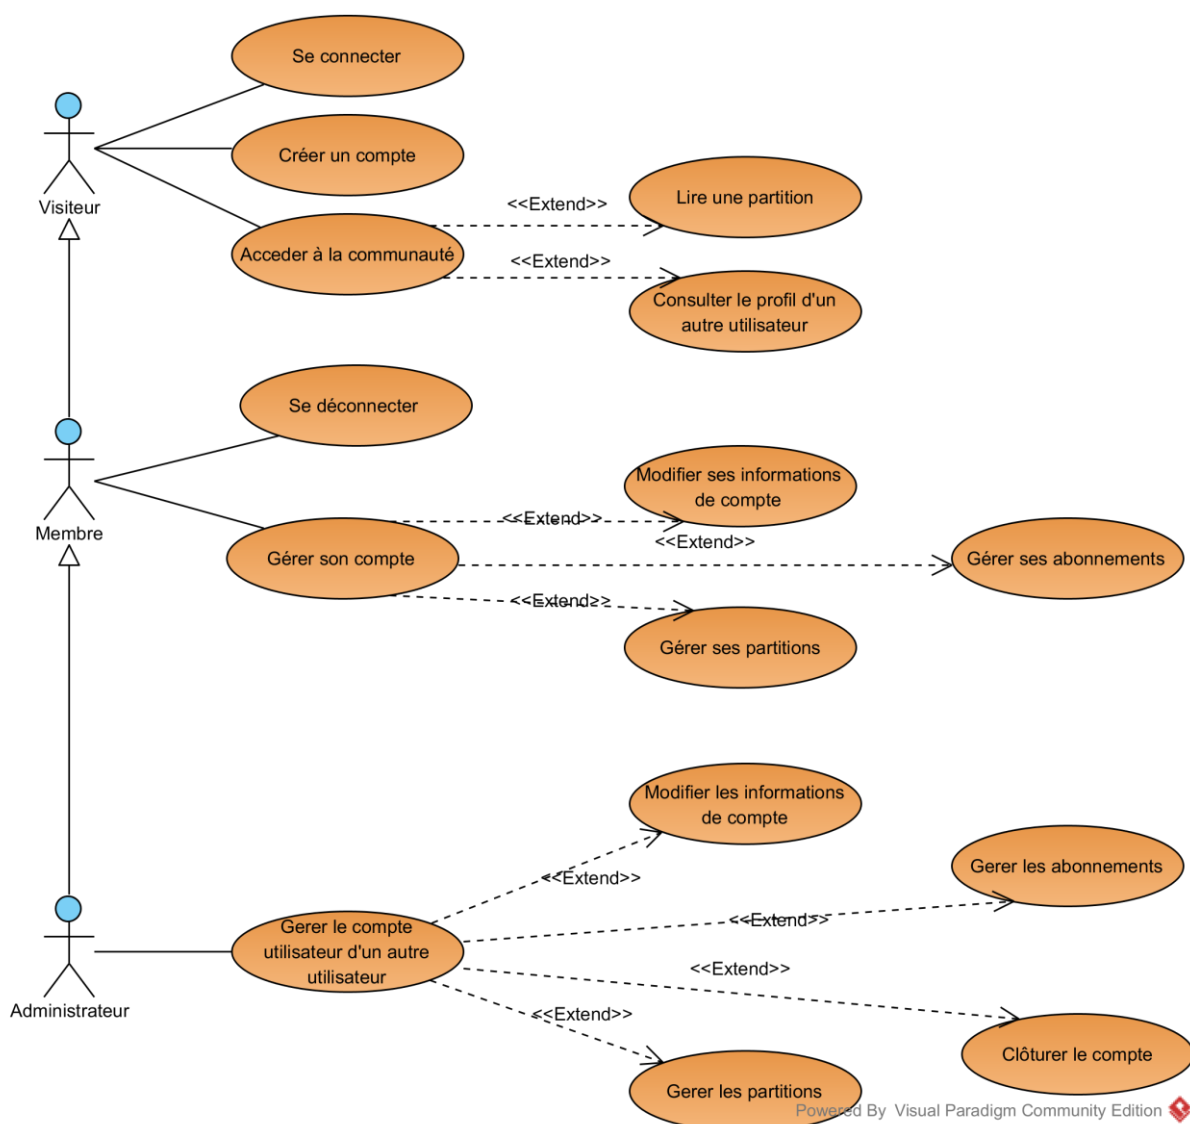 Se connecter
Créer un compte
Visiteur
Acceder à la communauté
<<Extend>>
Lire une partition
<<Extend>>
Consulter le profil d'un
autre utilisateur
Se déconnecter
Membre
Gérer son compte
<<Extend>>
Modifier ses informations
de compte
<<Extend>>
Gérer ses abonnements
<<Extend>>
Gérer ses partitions
Administrateur
Gerer le compte
utilisateur d'un autre
utilisateur
<<Extend>>
Modifier les informations
de compte
<<Extend>>
Gerer les abonnements
<<Extend>>
Clôturer le compte
<<Extend>>
Gerer les partitions
Powered By Visual Paradigm Community Edition